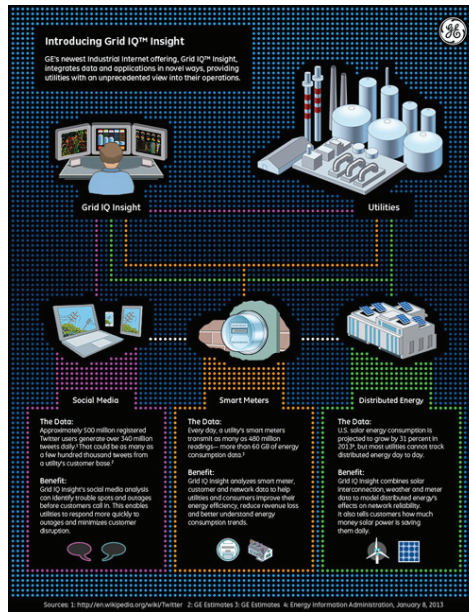 Introducing Grid IQ™ Insight
GE's newest Industrial Internet offering, Grid IQ™ Insight,
integrates data and applications in novel ways, providing
utilities with an unprecedented view into their operations.
Grid IQ Insight
Utilities
Social Media
The Data:
Approximately 500 million registered
Twitter users generate over 340 million
tweets daily.¹ That could be as many as
a few hundred thousand tweets from
a utility's customer base.²
Benefit:
Grid IQ Insight's social media analysis
can identify trouble spots and outages
before customers call in. This enables
utilities to respond more quickly to
outages and minimizes customer
disruption.
Smart Meters
The Data:
Every day, a utility's smart meters
transmit as many as 480 million
readings— more than 60 GB of energy
consumption data.³
Benefit:
Grid IQ Insight analyzes smart meter,
customer and network data to help
utilities and consumers improve their
energy efficiency, reduce revenue loss
and better understand energy
consumption trends.
Distributed Energy
The Data:
U.S. solar energy consumption is
projected to grow by 31 percent in
2013⁴, but most utilities cannot track
distributed energy day to day.
Benefit:
Grid IQ Insight combines solar
interconnection, weather and meter
data to model distributed energy's
effects on network reliability.
It also tells customers how much
money solar power is saving
them daily.
Sources: 1: http://en.wikipedia.org/wiki/Twitter 2: GE Estimates 3: GE Estimates 4: Energy Information Administration, January 8, 2013